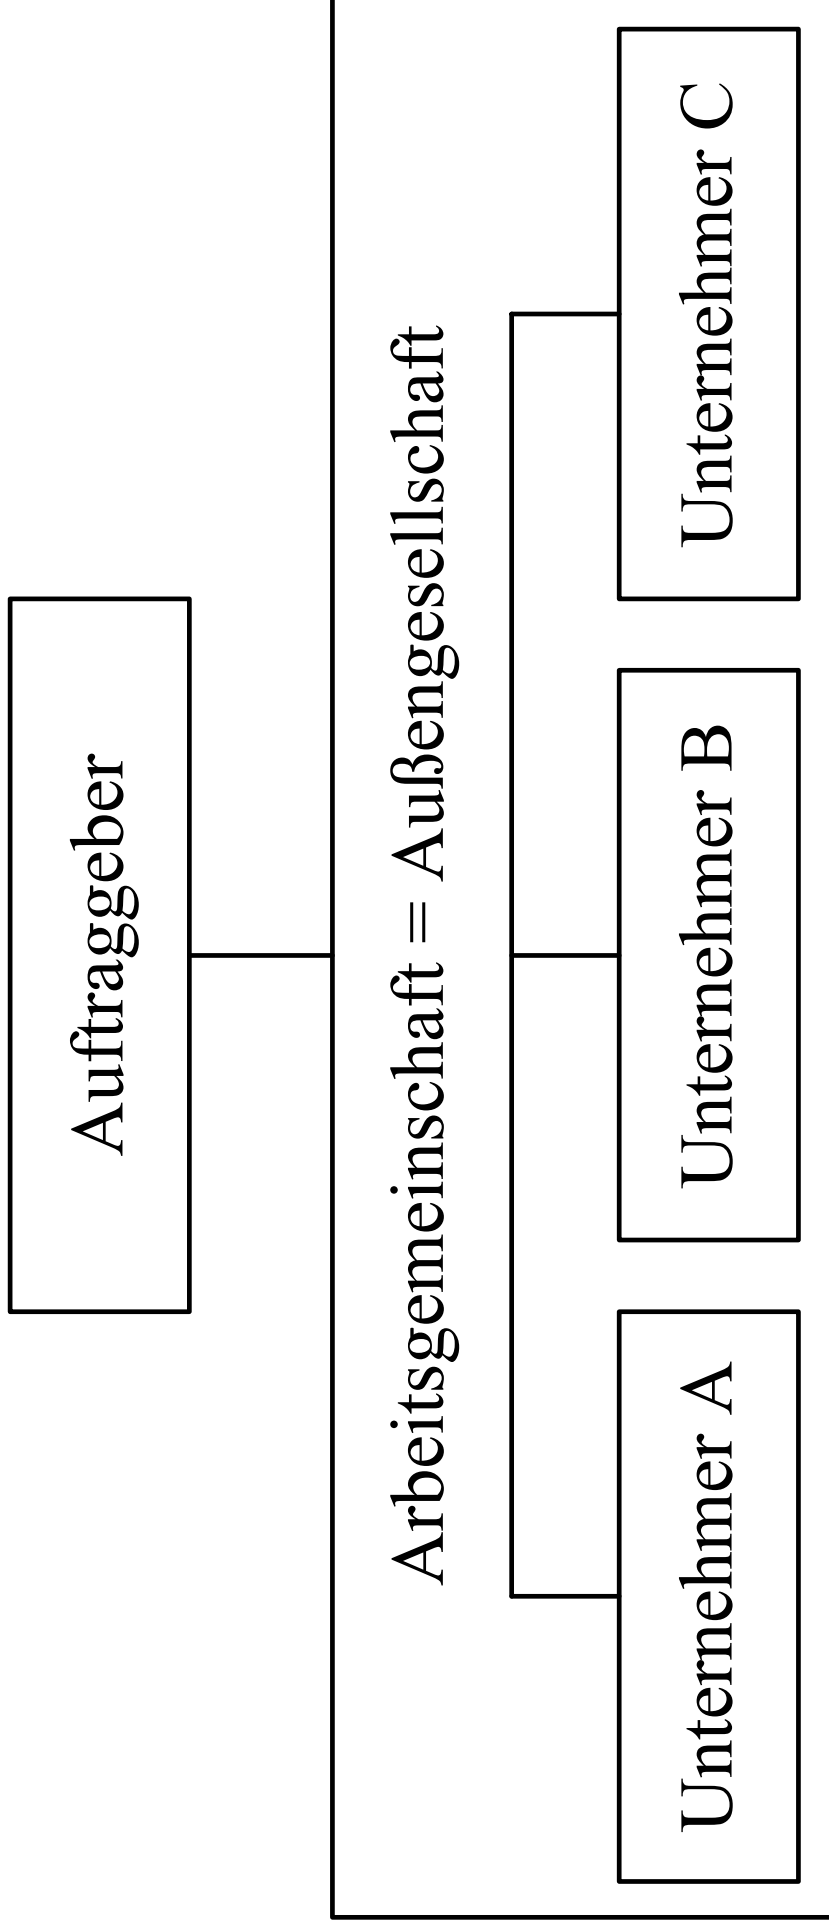 Auftraggeber
Arbeitsgemeinschaft = Außengesellschaft
Unternehmer A
Unternehmer B
Unternehmer C